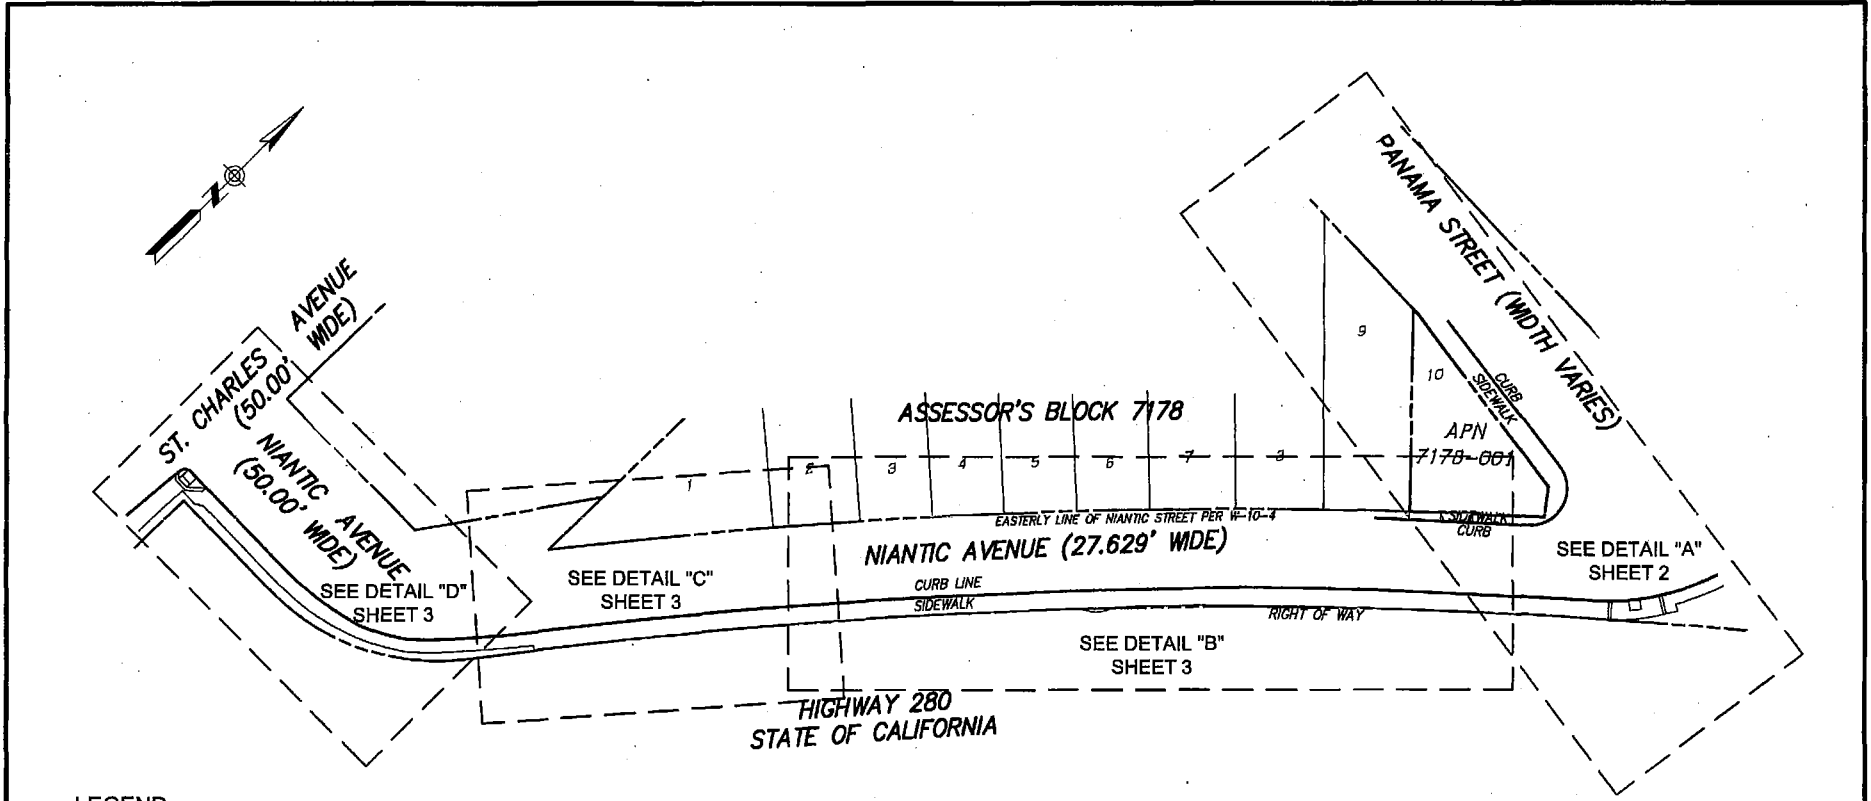 N
ST. CHARLES AVENUE
(50.00' WIDE)
NIANTIC AVENUE
(50.00' WIDE)
PANAMA STREET (WIDTH VARIES)
CURB
SIDEWALK
9
10
APN
7178-001
ASSESSOR'S BLOCK 7178
1
2
3
4
5
6
7
8
EASTERLY LINE OF NIANTIC STREET PER W-10-4
SIDEWALK
CURB
NIANTIC AVENUE (27.629' WIDE)
SEE DETAIL "A"
SHEET 2
SEE DETAIL "D"
SHEET 3
SEE DETAIL "C"
SHEET 3
CURB LINE
SIDEWALK
RIGHT OF WAY
SEE DETAIL "B"
SHEET 3
HIGHWAY 280
STATE OF CALIFORNIA
LEGEND